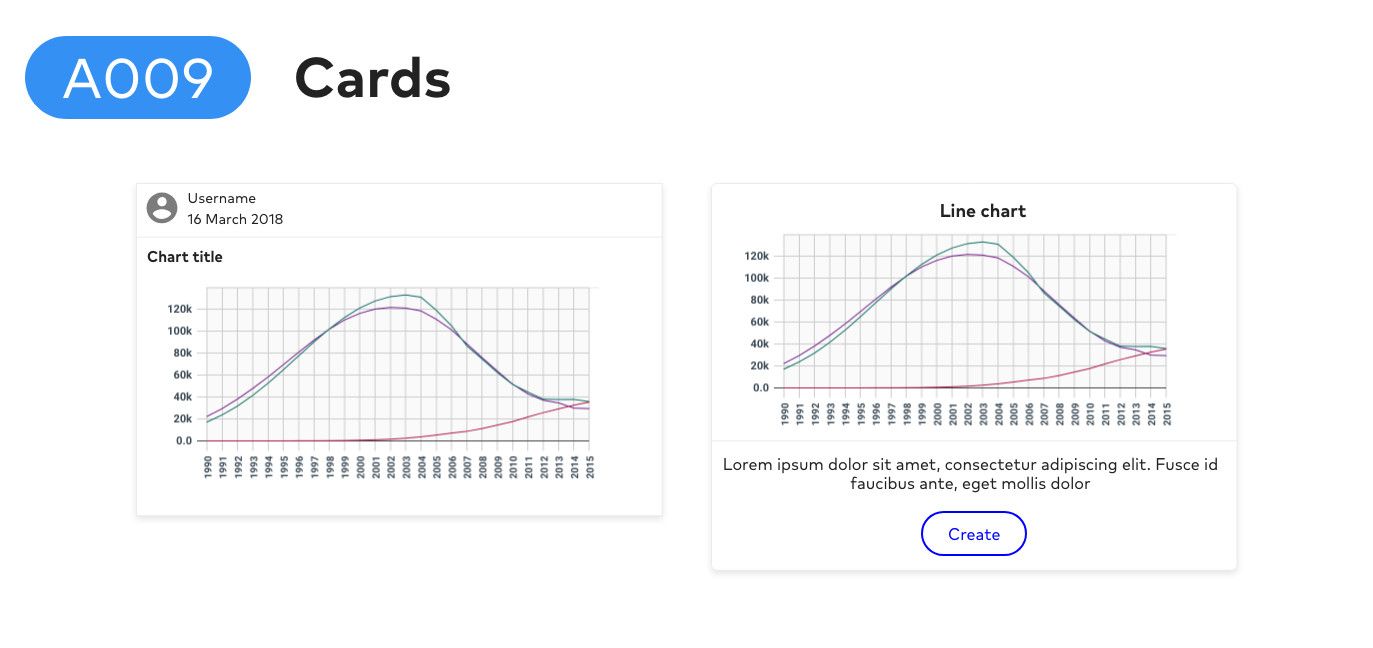 A009 Cards
Username
16 March 2018
Chart title
120k
100k
80k
60k
40k
20k
0.0
1990 1991 1992 1993 1994 1995 1996 1997 1998 1999 2000 2001 2002 2003 2004 2005 2006 2007 2008 2009 2010 2011 2012 2013 2014 2015
Line chart
120k
100k
80k
60k
40k
20k
0.0
1990 1991 1992 1993 1994 1995 1996 1997 1998 1999 2000 2001 2002 2003 2004 2005 2006 2007 2008 2009 2010 2011 2012 2013 2014 2015
Lorem ipsum dolor sit amet, consectetur adipiscing elit. Fusce id
faucibus ante, eget mollis dolor
Create